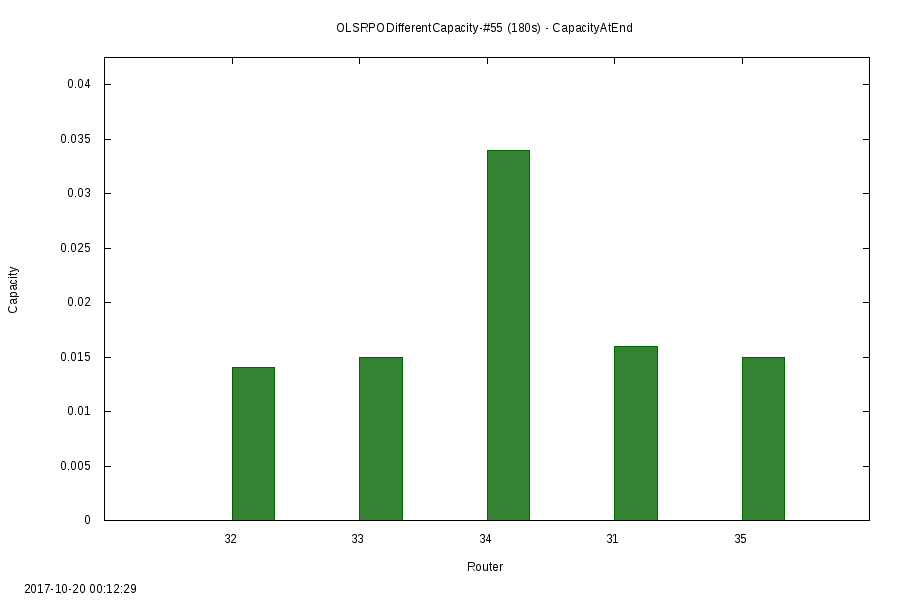 OLSRPODifferentCapacity-#55 (180s) - CapacityAtEnd
0.04
0.035
0.03
0.025
0.02
0.015
0.01
0.005
0
Capacity
32 33 34 31 35
Router
2017-10-20 00:12:29